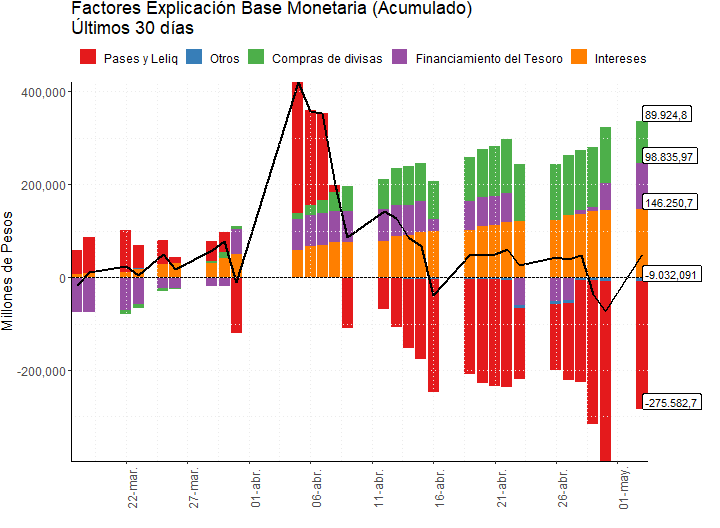 Factores Explicación Base Monetaria (Acumulado)
Últimos 30 días
Pases y Leliq
Otros
Compras de divisas
Financiamiento del Tesoro
Intereses
Millones de Pesos
400,000
200,000
0
-200,000
89.924,8
98.835,97
146.250,7
-9.032,091
-275.582,7
22-mar.
27-mar.
01-abr.
06-abr.
11-abr.
16-abr.
21-abr.
26-abr.
01-may.